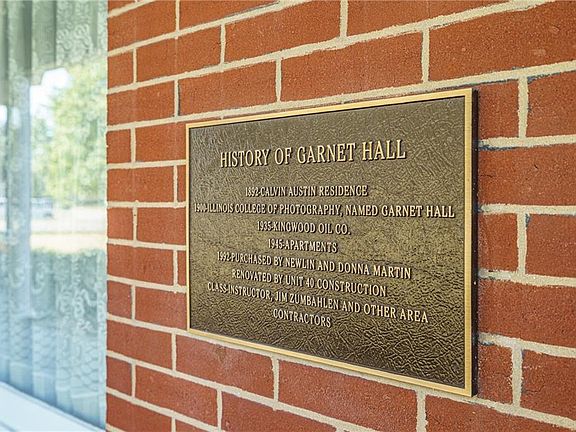 HISTORY OF GARNET HALL
1892-CALVIN AUSTIN RESIDENCE
1900-ILLINOIS COLLEGE OF PHOTOGRAPHY, NAMED GARNET HALL
1935-KINGWOOD OIL CO.
1945-APARTMENTS
1992-PURCHASED BY NEWLIN AND DONNA MARTIN
RENOVATED BY UNIT 40 CONSTRUCTION
CLASS-INSTRUCTOR, JIM ZUMBAHLEN AND OTHER AREA
CONTRACTORS